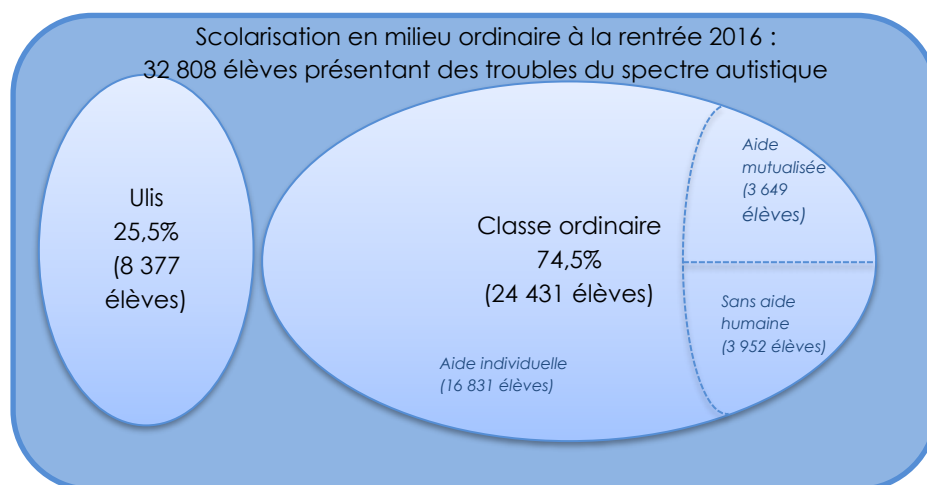 Scolarisation en milieu ordinaire à la rentrée 2016 :
32 808 élèves présentant des troubles du spectre autistique
Ulis
25,5%
(8 377
élèves)
Classe ordinaire
74,5%
(24 431 élèves)
Aide individuelle
(16 831 élèves)
Aide
mutualisée
(3 649
élèves)
Sans aide
humaine
(3 952 élèves)